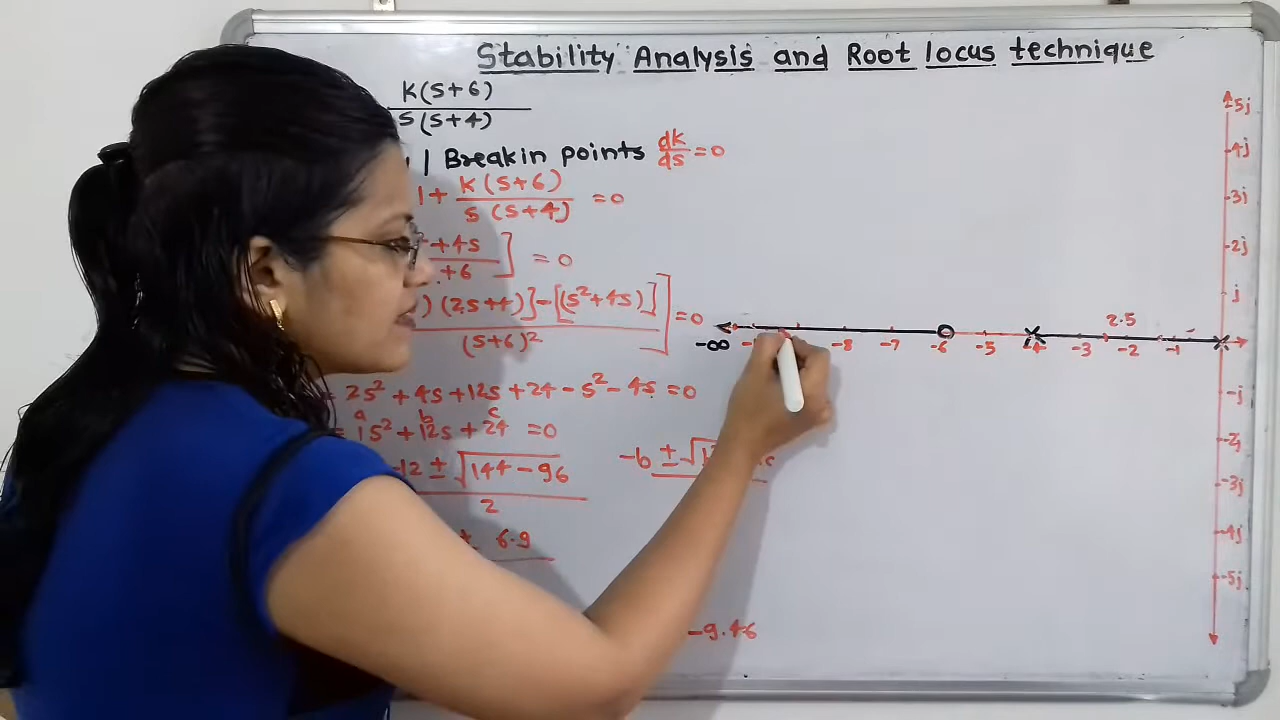 Stability Analysis and Root locus technique
K(S+6)
S(S+4)
| Breakin points dk/ds = 0
1 + K(S+6) / S(S+4) = 0
+4S / +6 ] = 0
) (2S+4)] - [(S²+4S)] / (S+6)² ] = 0
2S² + 4S + 12S + 24 - S² - 4S = 0
a b c
= 1S² + 12S + 24 = 0
-12 ± √144 - 96 / 2
-b ±√
± 6.9
-9.46
5j
4j
3j
2j
j
2.5
-∞ -8 -7 -6 -5 -4 -3 -2 -1
-j
-2j
-3j
-4j
-5j